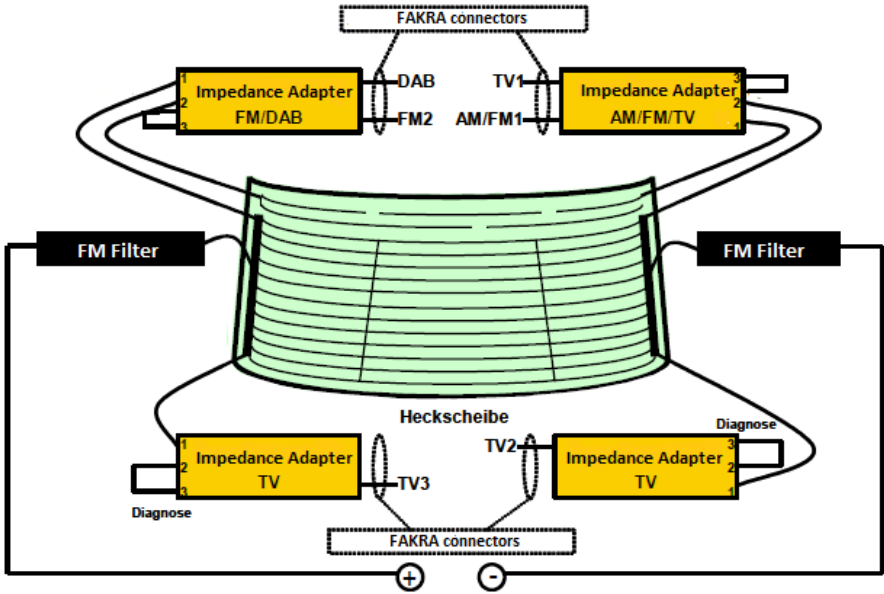 FAKRA connectors
1
2
3
Impedance Adapter
FM/DAB
DAB
FM2
TV1
AM/FM1
Impedance Adapter
AM/FM/TV
3
2
1
FM Filter
FM Filter
Heckscheibe
1
2
3
Impedance Adapter
TV
Diagnose
TV3
TV2
Impedance Adapter
TV
Diagnose
3
2
1
FAKRA connectors
+
-